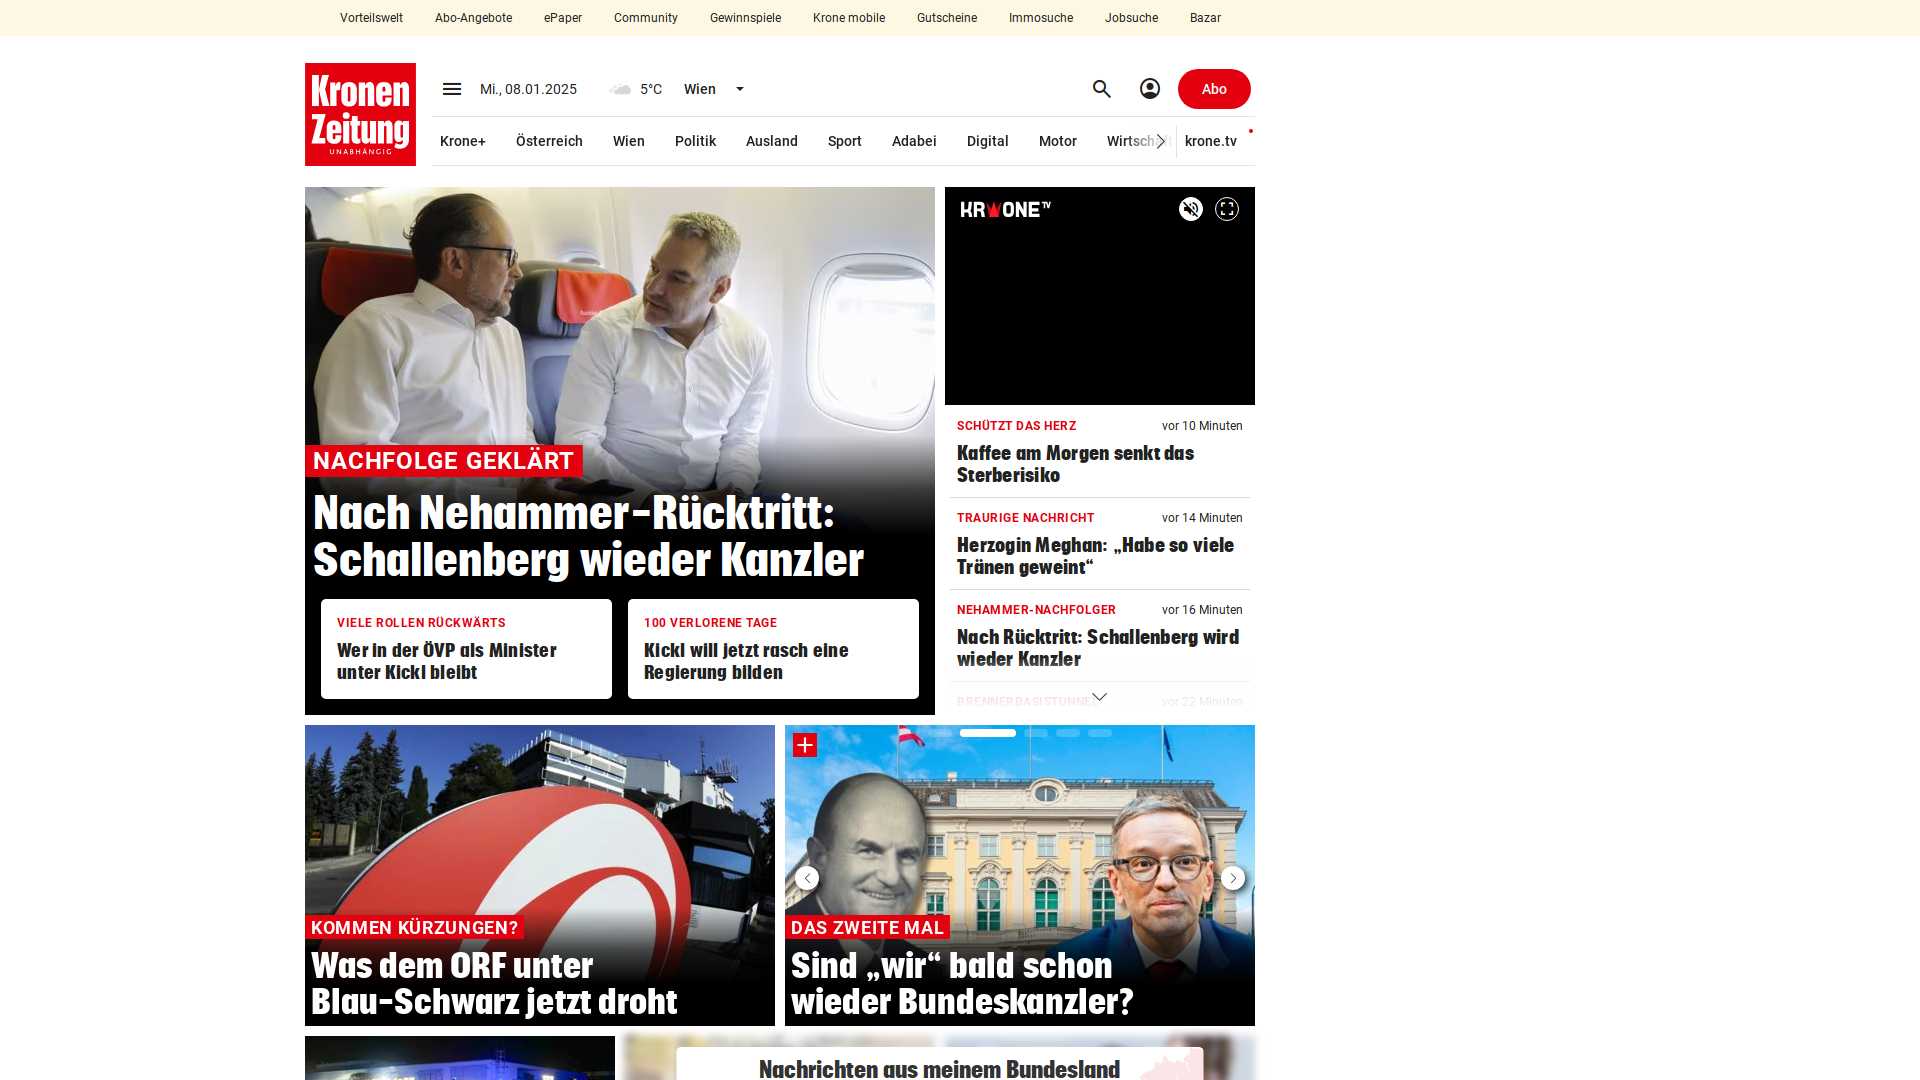 Vorteilswelt Abo-Angebote ePaper Community Gewinnspiele Krone mobile Gutscheine Immosuche Jobsuche Bazar
Kronen
Zeitung
UNABHÄNGIG
Mi., 08.01.2025 5°C Wien Abo
Krone+ Österreich Wien Politik Ausland Sport Adabei Digital Motor Wirtschaft krone.tv
NACHFOLGE GEKLÄRT
Nach Nehammer-Rücktritt:
Schallenberg wieder Kanzler
VIELE ROLLEN RÜCKWÄRTS
Wer in der ÖVP als Minister
unter Kickl bleibt
100 VERLORENE TAGE
Kickl will jetzt rasch eine
Regierung bilden
KRONE TV
SCHÜTZT DAS HERZ vor 10 Minuten
Kaffee am Morgen senkt das
Sterberisiko
TRAURIGE NACHRICHT vor 14 Minuten
Herzogin Meghan: „Habe so viele
Tränen geweint“
NEHAMMER-NACHFOLGER vor 16 Minuten
Nach Rücktritt: Schallenberg wird
wieder Kanzler
BRENNERBASISTUNNEL vor 22 Minuten
KOMMEN KÜRZUNGEN?
Was dem ORF unter
Blau-Schwarz jetzt droht
DAS ZWEITE MAL
Sind „wir“ bald schon
wieder Bundeskanzler?
Nachrichten aus meinem Bundesland